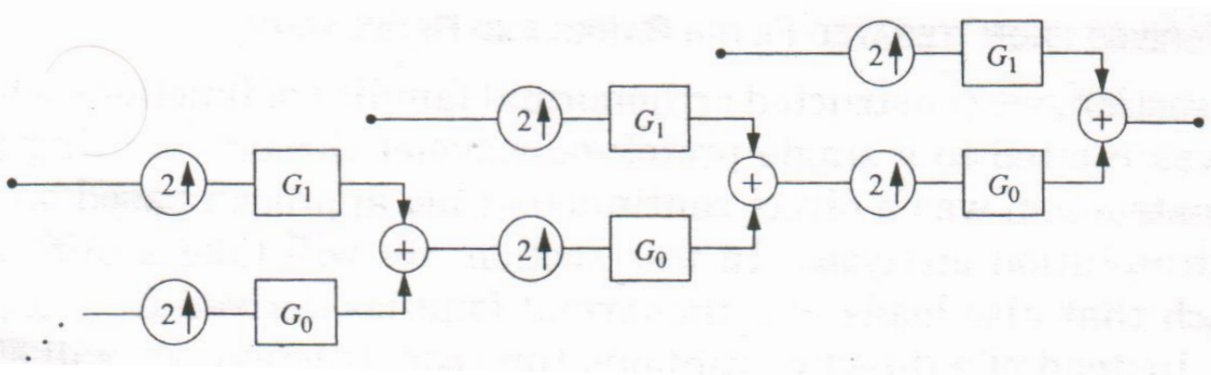 2↑ G₁
2↑ G₁ +
2↑ G₁ + 2↑ G₀
+ 2↑ G₀
2↑ G₀